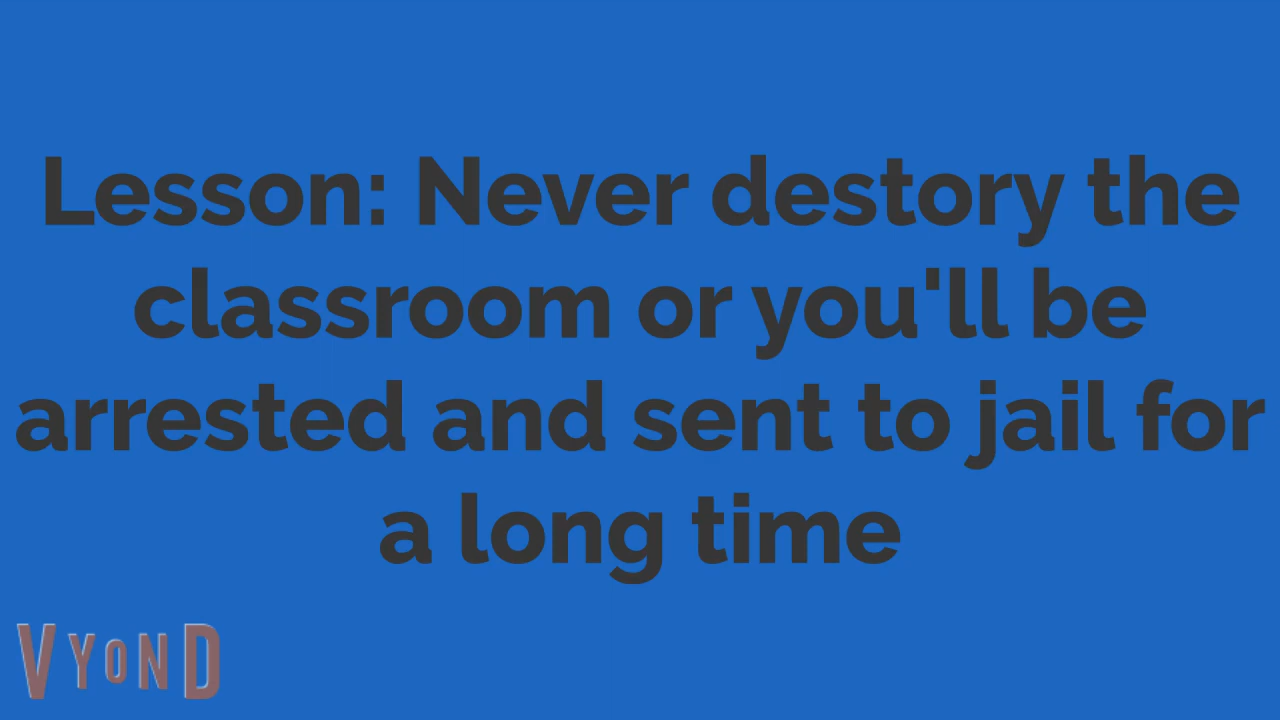 Lesson: Never destory the
classroom or you'll be
arrested and sent to jail for
a long time
VYOND